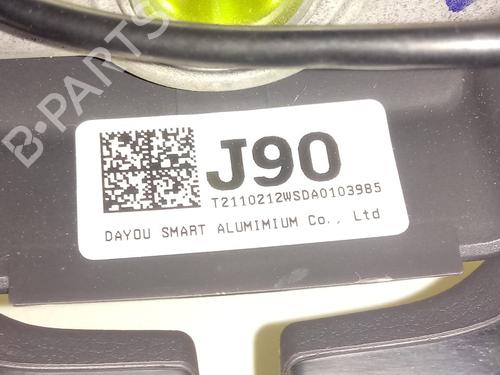 J90
T2110212WSDA0103985
DAYOU SMART ALUMIMIUM Co., Ltd
B-PARTS